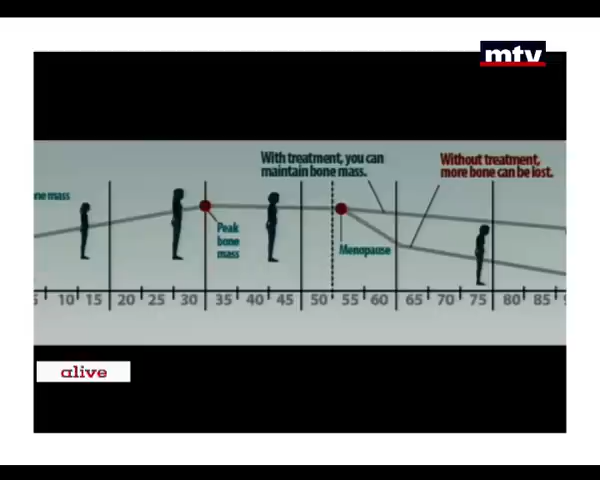 mtv
With treatment, you can
maintain bone mass.
Without treatment,
more bone can be lost.
ne mass
Peak
bone
mass
Menopause
10 15 20 25 30 35 40 45 50 55 60 65 70 75 80 85
alive